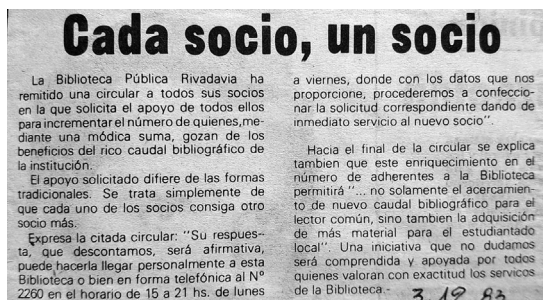 Cada socio, un socio
La Biblioteca Pública Rivadavia ha
remitido una circular a todos sus socios
en la que solicita el apoyo de todos ellos
para incrementar el número de quienes,me-
diante una módica suma, gozan de los
beneficios del rico caudal bibliográfico de
la institución.
El apoyo solicitado difiere de las formas
tradicionales. Se trata simplemente de
que cada uno de los socios consiga otro
socio más.
Expresa la citada circular: "Su respues-
ta, que descontamos, será afirmativa,
puede hacerla llegar personalmente a esta
Biblioteca o bien en forma telefónica al Nº
2260 en el horario de 15 a 21 hs. de lunes
a viernes, donde con los datos que nos
proporcione, procederemos a confeccio-
nar la solicitud correspondiente dando de
inmediato servicio al nuevo socio".
Hacia el final de la circular se explica
tambien que este enriquecimiento en el
número de adherentes a la Biblioteca
permitirá "... no solamente el acercamien-
to de nuevo caudal bibliográfico para el
lector común, sino tambien la adquisición
de más material para el estudiantado
local". Una iniciativa que no dudamos
será comprendida y apoyada por todos
quienes valoran con exactitud los servicios
de la Biblioteca.-